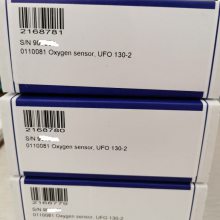 2168781
S/N 90
0110081 Oxygen sensor, UFO 130-2
2168780
S/N
0110081 Oxygen sensor, UFO 130-2
2168779
S/N
0110081 Oxygen sensor, UFO 130-2